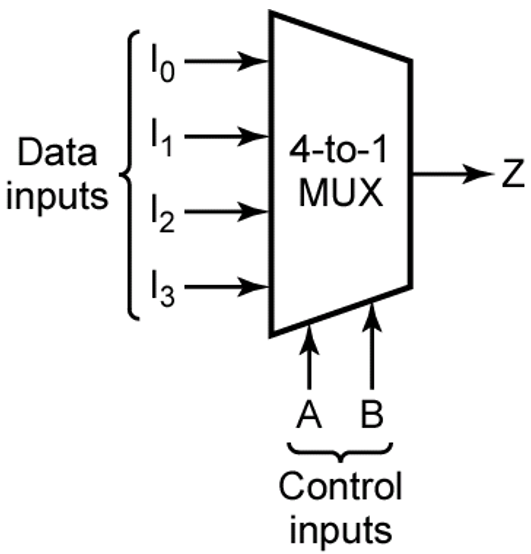 Data
inputs
I₀
I₁
I₂
I₃
4-to-1
MUX
Z
A B
Control
inputs